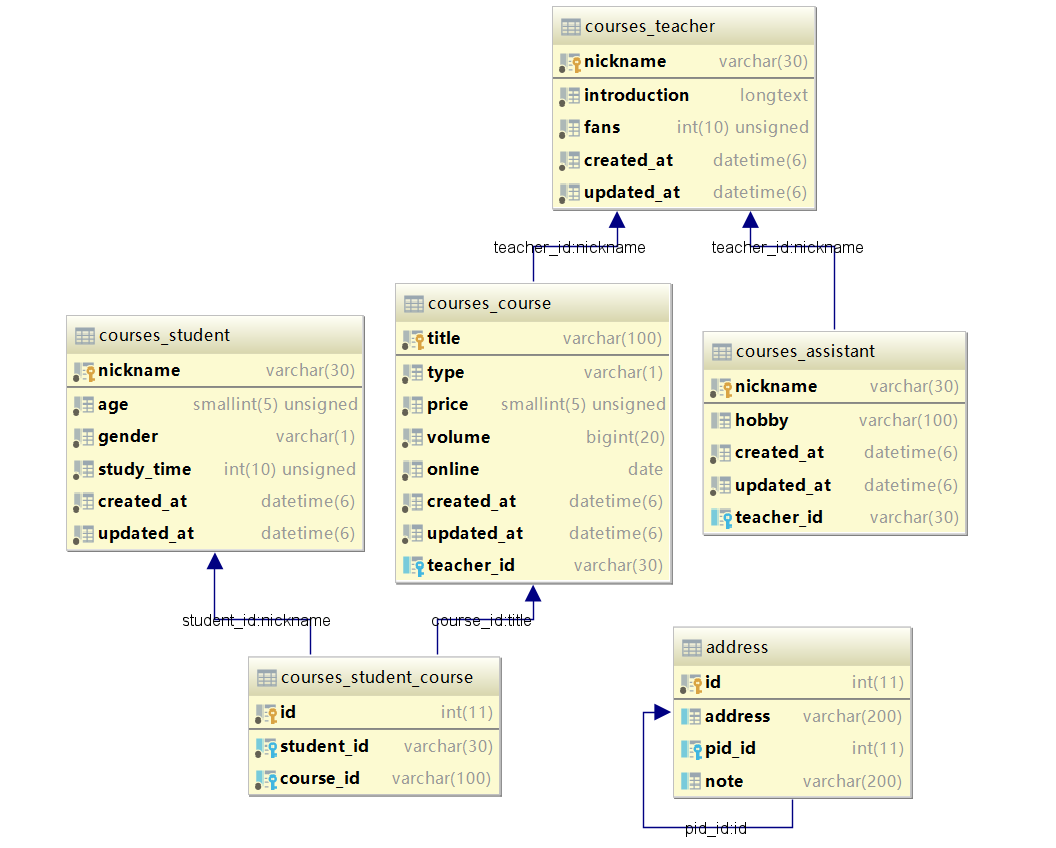 courses_teacher
nickname varchar(30)
introduction longtext
fans int(10) unsigned
created_at datetime(6)
updated_at datetime(6)
teacher_id:nickname
teacher_id:nickname
courses_student
nickname varchar(30)
age smallint(5) unsigned
gender varchar(1)
study_time int(10) unsigned
created_at datetime(6)
updated_at datetime(6)
courses_course
title varchar(100)
type varchar(1)
price smallint(5) unsigned
volume bigint(20)
online date
created_at datetime(6)
updated_at datetime(6)
teacher_id varchar(30)
courses_assistant
nickname varchar(30)
hobby varchar(100)
created_at datetime(6)
updated_at datetime(6)
teacher_id varchar(30)
student_id:nickname
course_id:title
courses_student_course
id int(11)
student_id varchar(30)
course_id varchar(100)
address
id int(11)
address varchar(200)
pid_id int(11)
note varchar(200)
pid_id:id